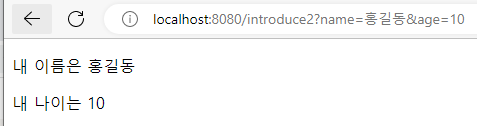 localhost:8080/introduce2?name=홍길동&age=10
내 이름은 홍길동
내 나이는 10